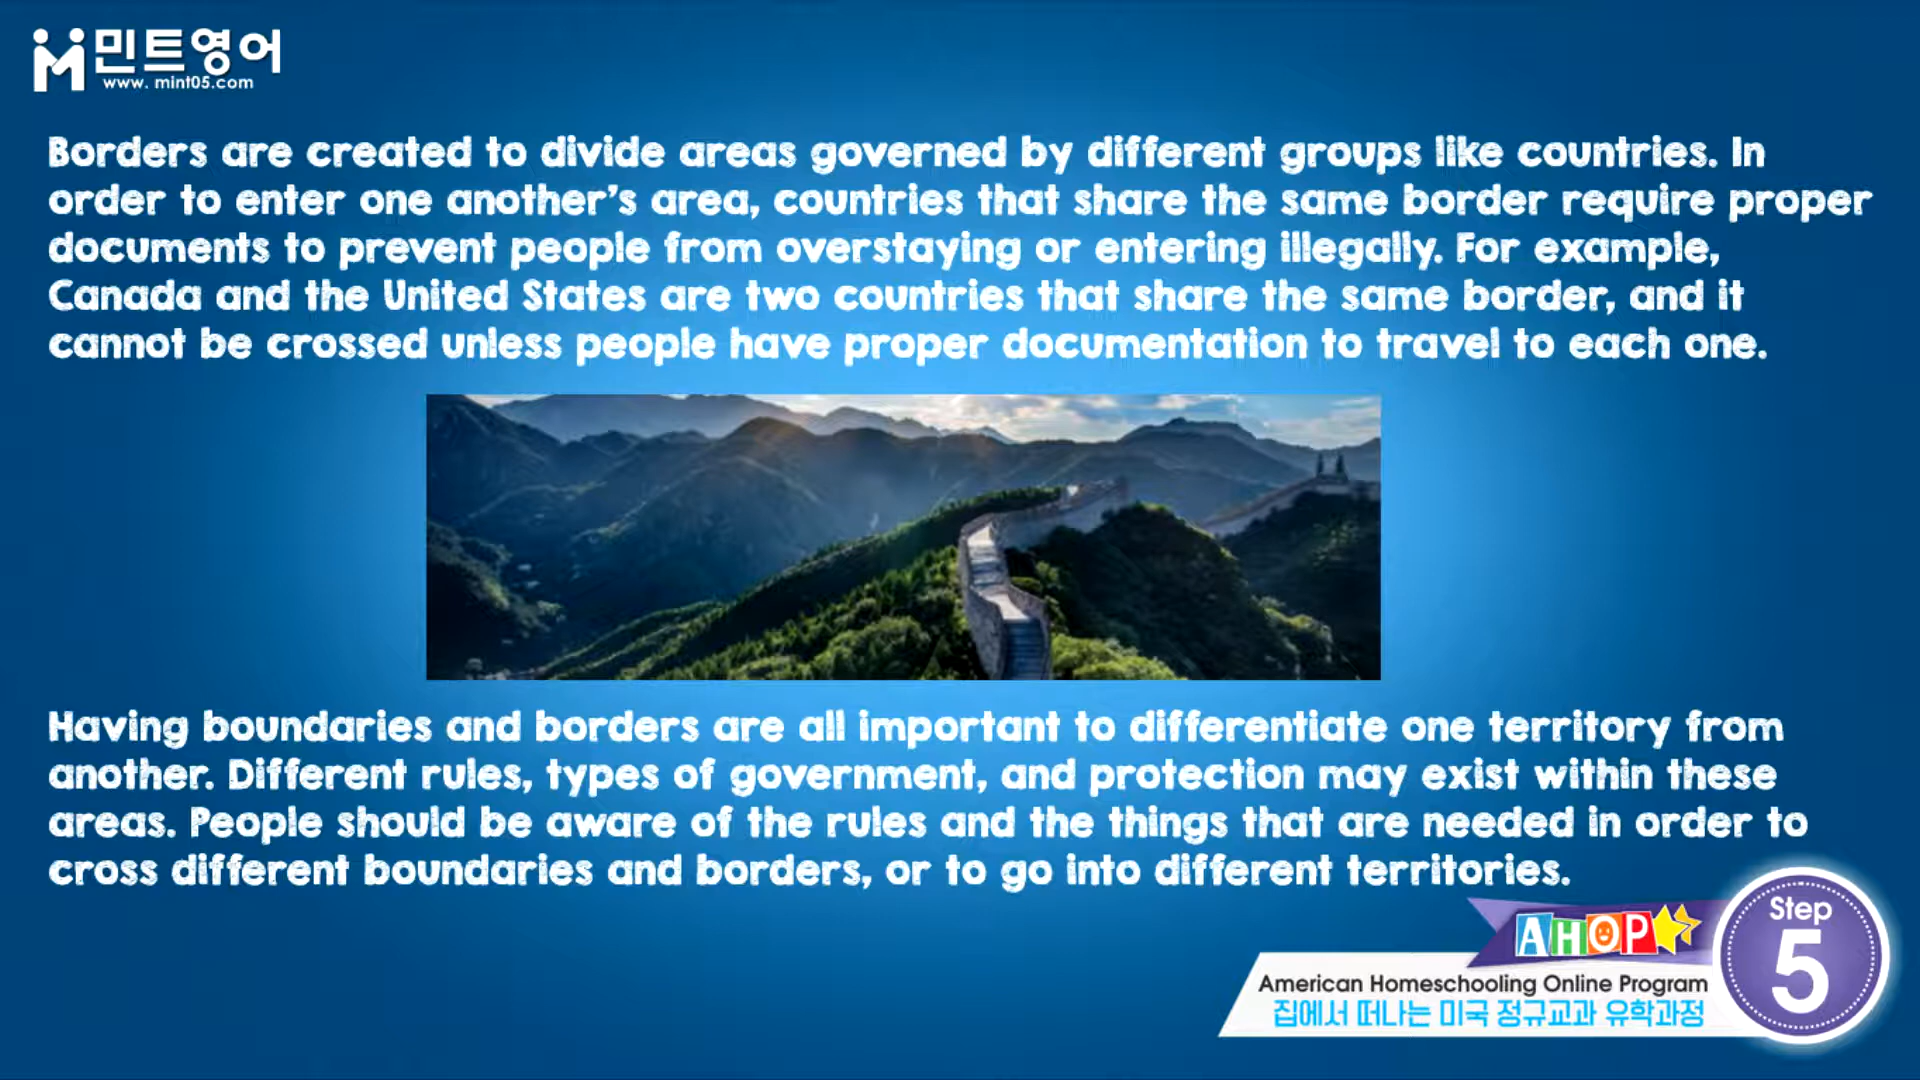 민트영어
www. mint05.com
Borders are created to divide areas governed by different groups like countries. In
order to enter one another's area, countries that share the same border require proper
documents to prevent people from overstaying or entering illegally. For example,
Canada and the United States are two countries that share the same border, and it
cannot be crossed unless people have proper documentation to travel to each one.
Having boundaries and borders are all important to differentiate one territory from
another. Different rules, types of government, and protection may exist within these
areas. People should be aware of the rules and the things that are needed in order to
cross different boundaries and borders, or to go into different territories.
AHOP
American Homeschooling Online Program
집에서 떠나는 미국 정규교과 유학과정
Step
5